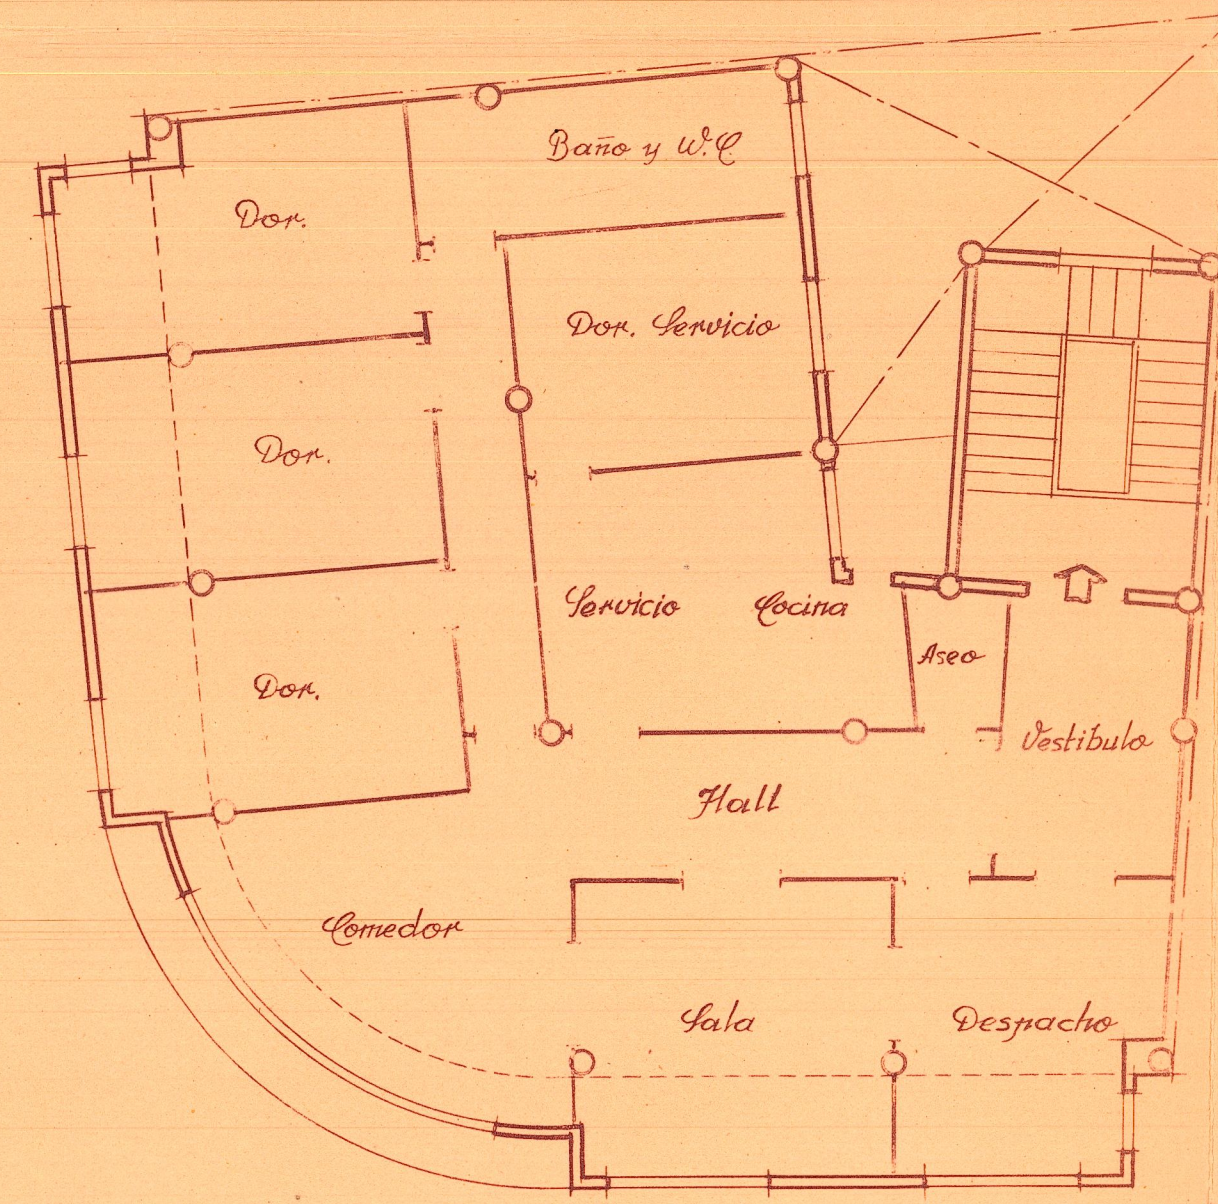 Baño y W.C
Dor.
Dor. Servicio
Dor.
Servicio
Cocina
Aseo
Dor.
Vestibulo
Hall
Comedor
Sala
Despacho